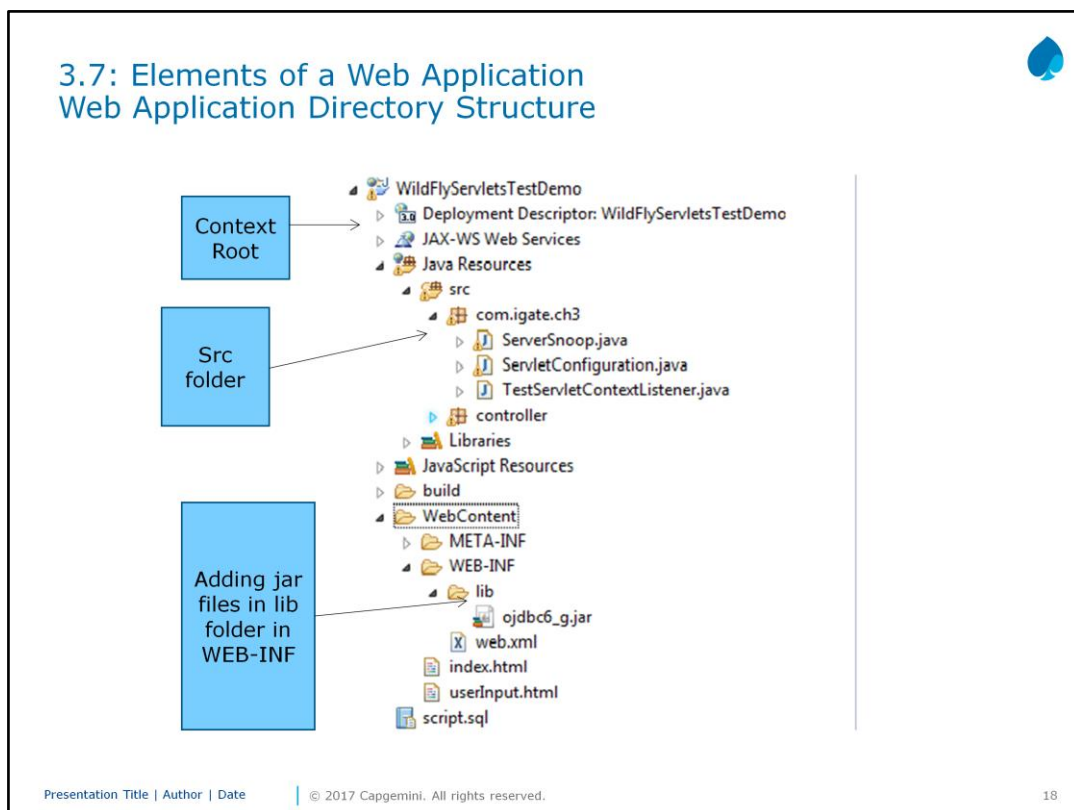 3.7: Elements of a Web Application
Web Application Directory Structure
Context
Root
Src
folder
Adding jar
files in lib
folder in
WEB-INF
WildFlyServletsTestDemo
3.0
Deployment Descriptor: WildFlyServletsTestDemo
JAX-WS Web Services
Java Resources
src
com.igate.ch3
J
ServerSnoop.java
J
ServletConfiguration.java
J
TestServletContextListener.java
controller
Libraries
JavaScript Resources
build
WebContent
META-INF
WEB-INF
lib
ojdbc6_g.jar
X
web.xml
index.html
userInput.html
script.sql
Presentation Title | Author | Date
© 2017 Capgemini. All rights reserved.
18